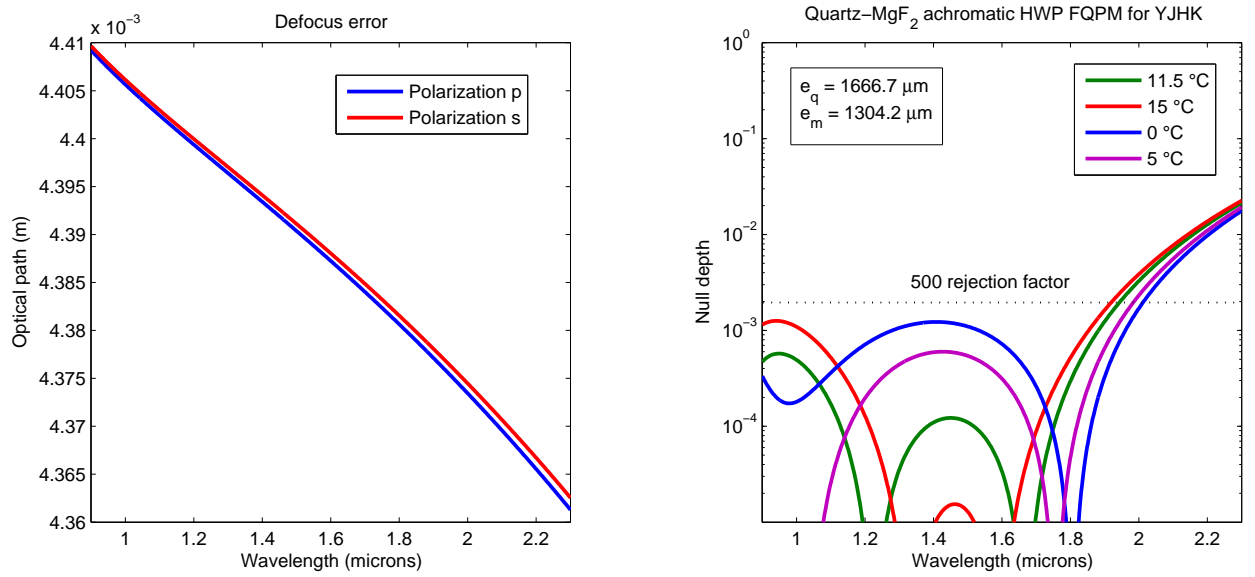 x 10⁻³
Defocus error
4.41
4.405
4.4
4.395
4.39
4.385
4.38
4.375
4.37
4.365
4.36
Optical path (m)
Polarization p
Polarization s
1
1.2
1.4
1.6
1.8
2
2.2
Wavelength (microns)
Quartz−MgF₂ achromatic HWP FQPM for YJHK
10⁰
10⁻¹
10⁻²
10⁻³
10⁻⁴
Null depth
e_q = 1666.7 μm
e_m = 1304.2 μm
11.5 °C
15 °C
0 °C
5 °C
500 rejection factor
1
1.2
1.4
1.6
1.8
2
2.2
Wavelength (microns)